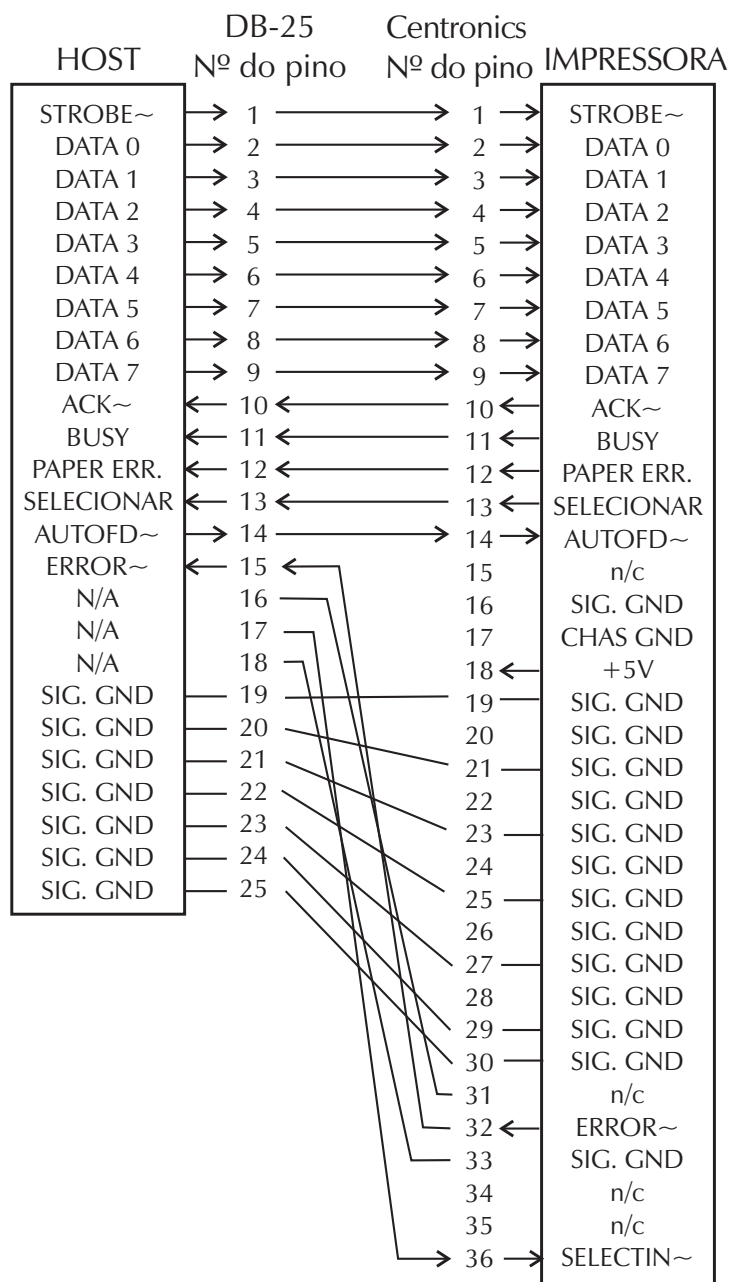 DB-25 Centronics
HOST Nº do pino Nº do pino IMPRESSORA
STROBE~ 1 1 STROBE~
DATA 0 2 2 DATA 0
DATA 1 3 3 DATA 1
DATA 2 4 4 DATA 2
DATA 3 5 5 DATA 3
DATA 4 6 6 DATA 4
DATA 5 7 7 DATA 5
DATA 6 8 8 DATA 6
DATA 7 9 9 DATA 7
ACK~ 10 10 ACK~
BUSY 11 11 BUSY
PAPER ERR. 12 12 PAPER ERR.
SELECIONAR 13 13 SELECIONAR
AUTOFD~ 14 14 AUTOFD~
ERROR~ 15 15 n/c
N/A 16 16 SIG. GND
N/A 17 17 CHAS GND
N/A 18 18 +5V
SIG. GND 19 19 SIG. GND
SIG. GND 20 20 SIG. GND
SIG. GND 21 21 SIG. GND
SIG. GND 22 22 SIG. GND
SIG. GND 23 23 SIG. GND
SIG. GND 24 24 SIG. GND
SIG. GND 25 25 SIG. GND
26 SIG. GND
27 SIG. GND
28 SIG. GND
29 SIG. GND
30 SIG. GND
31 n/c
32 ERROR~
33 SIG. GND
34 n/c
35 n/c
36 SELECTIN~